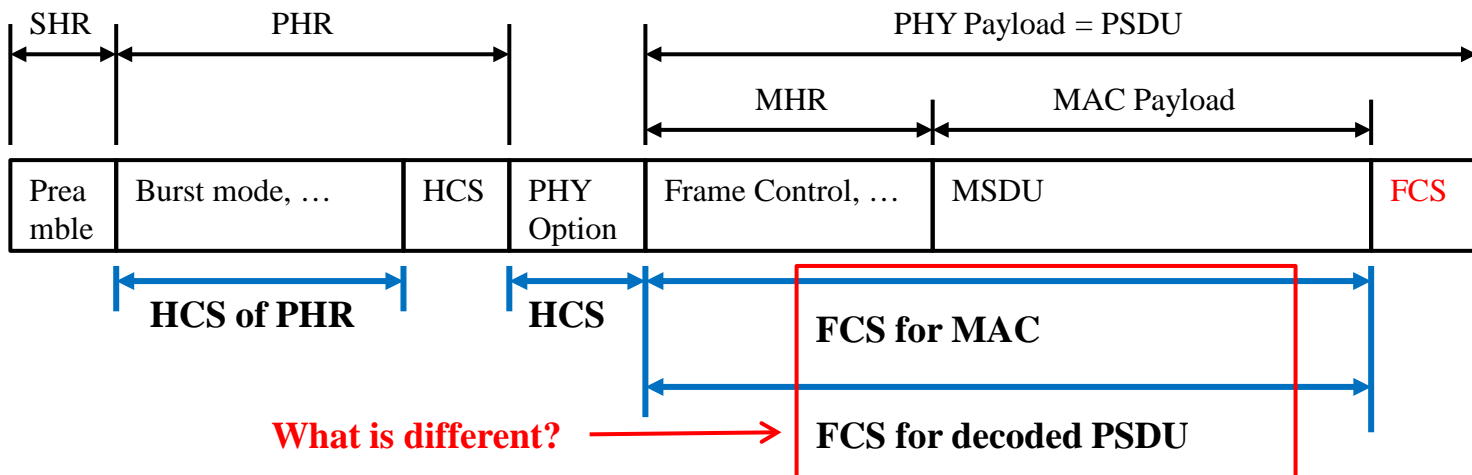 SHR
PHR
PHY Payload = PSDU
MHR
MAC Payload
Prea
mble
Burst mode, …
HCS
PHY
Option
Frame Control, …
MSDU
FCS
HCS of PHR
HCS
FCS for MAC
What is different?
FCS for decoded PSDU